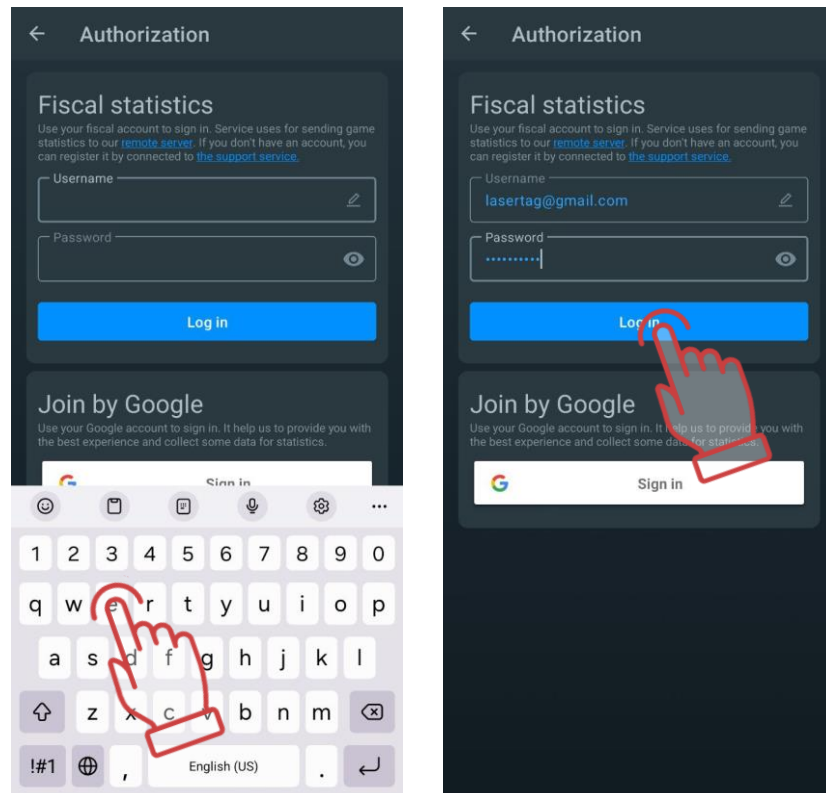 Authorization
Fiscal statistics
Use your fiscal account to sign in. Service uses for sending game
statistics to our remote server. If you don't have an account, you
can register it by connected to the support service.
Username
Password
Log in
Join by Google
Use your Google account to sign in. It help us to provide you with
the best experience and collect some data for statistics.
Sign in
1 2 3 4 5 6 7 8 9 0
q w e r t y u i o p
a s d f g h j k l
z x c v b n m
!#1 , English (US) .
Authorization
Fiscal statistics
Use your fiscal account to sign in. Service uses for sending game
statistics to our remote server. If you don't have an account, you
can register it by connected to the support service.
Username
lasertag@gmail.com
Password
Log in
Join by Google
Use your Google account to sign in. It help us to provide you with
the best experience and collect some data for statistics.
Sign in